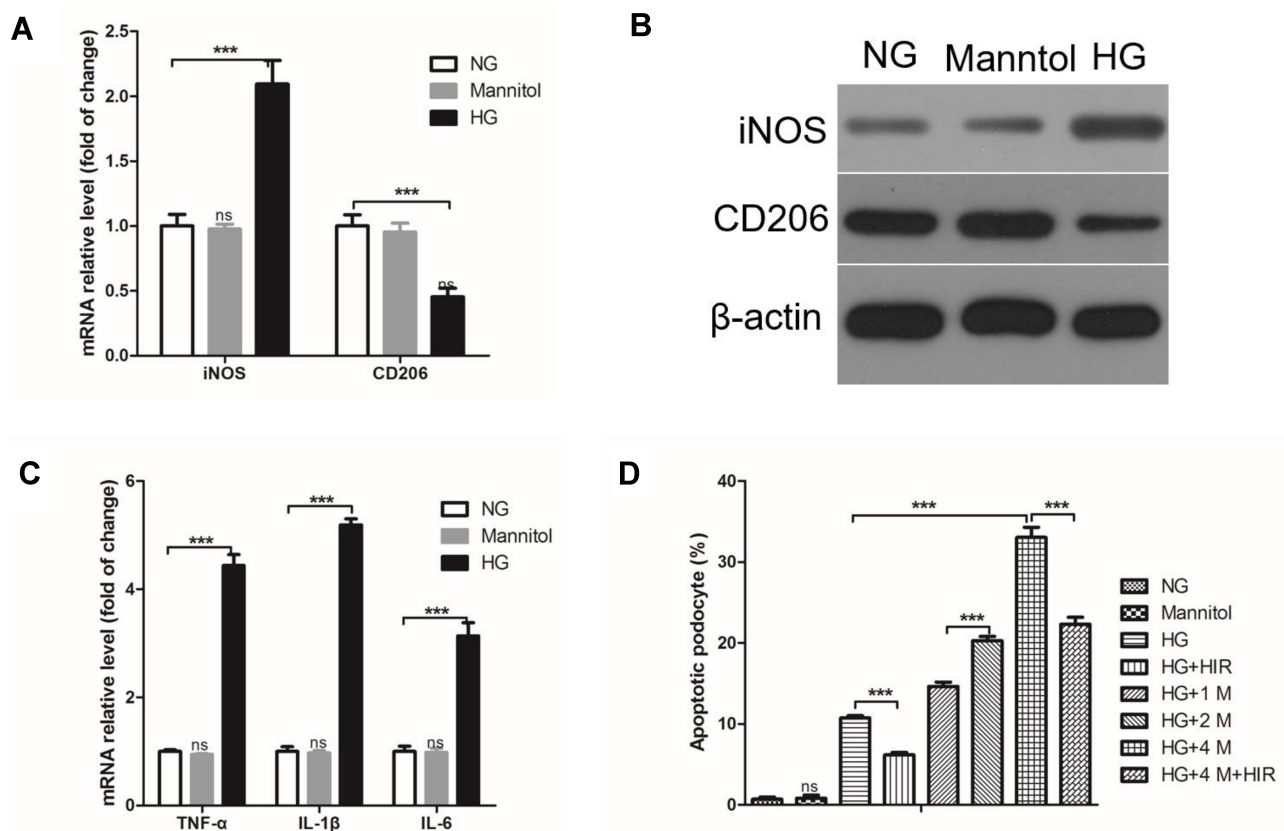 A
mRNA relative level (fold of change)
2.5
2.0
1.5
1.0
0.5
0.0
***
ns
***
ns
iNOS
CD206
NG
Mannitol
HG
B
NG Manntol HG
iNOS
CD206
β-actin
C
mRNA relative level (fold of change)
6
4
2
0
***
***
***
ns
ns
ns
TNF-α
IL-1β
IL-6
NG
Mannitol
HG
D
Apoptotic podocyte (%)
40
30
20
10
0
***
***
***
***
ns
NG
Mannitol
HG
HG+HIR
HG+1 M
HG+2 M
HG+4 M
HG+4 M+HIR